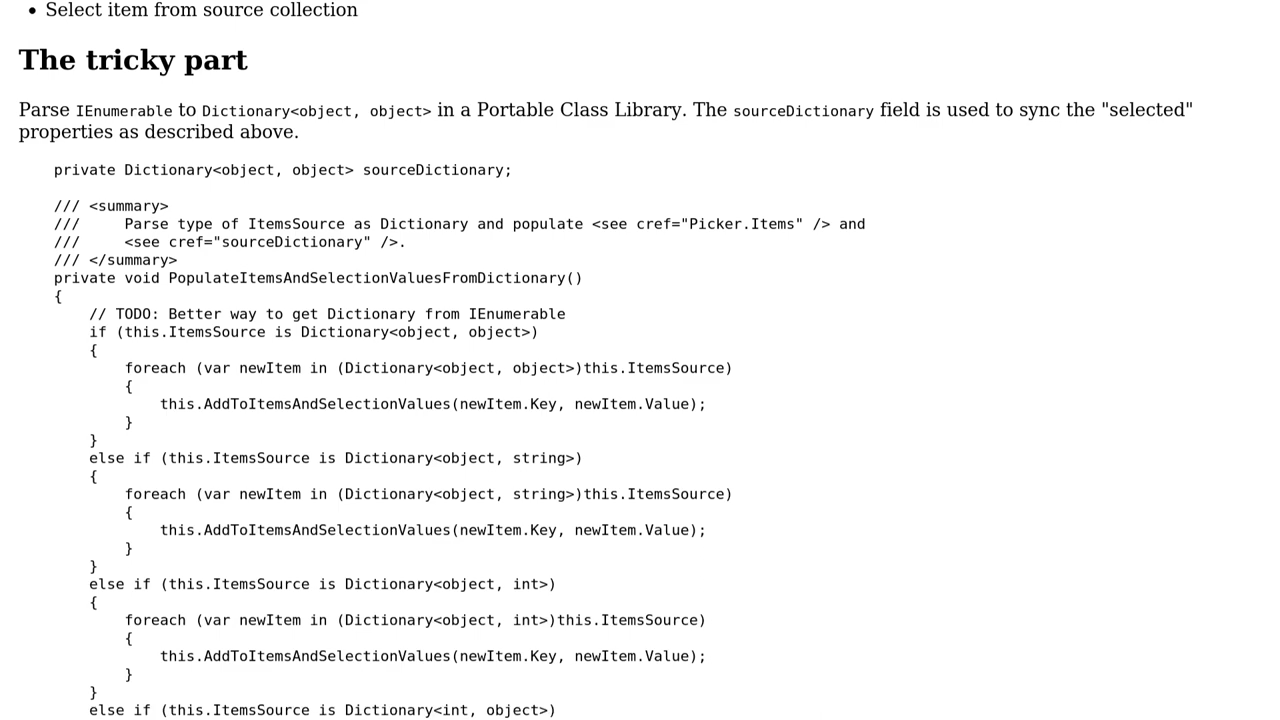 • Select item from source collection
The tricky part
Parse IEnumerable to Dictionary<object, object> in a Portable Class Library. The sourceDictionary field is used to sync the "selected"
properties as described above.
private Dictionary<object, object> sourceDictionary;
/// <summary>
///     Parse type of ItemsSource as Dictionary and populate <see cref="Picker.Items" /> and
///     <see cref="sourceDictionary" />.
/// </summary>
private void PopulateItemsAndSelectionValuesFromDictionary()
{
    // TODO: Better way to get Dictionary from IEnumerable
    if (this.ItemsSource is Dictionary<object, object>)
    {
        foreach (var newItem in (Dictionary<object, object>)this.ItemsSource)
        {
            this.AddToItemsAndSelectionValues(newItem.Key, newItem.Value);
        }
    }
    else if (this.ItemsSource is Dictionary<object, string>)
    {
        foreach (var newItem in (Dictionary<object, string>)this.ItemsSource)
        {
            this.AddToItemsAndSelectionValues(newItem.Key, newItem.Value);
        }
    }
    else if (this.ItemsSource is Dictionary<object, int>)
    {
        foreach (var newItem in (Dictionary<object, int>)this.ItemsSource)
        {
            this.AddToItemsAndSelectionValues(newItem.Key, newItem.Value);
        }
    }
    else if (this.ItemsSource is Dictionary<int, object>)